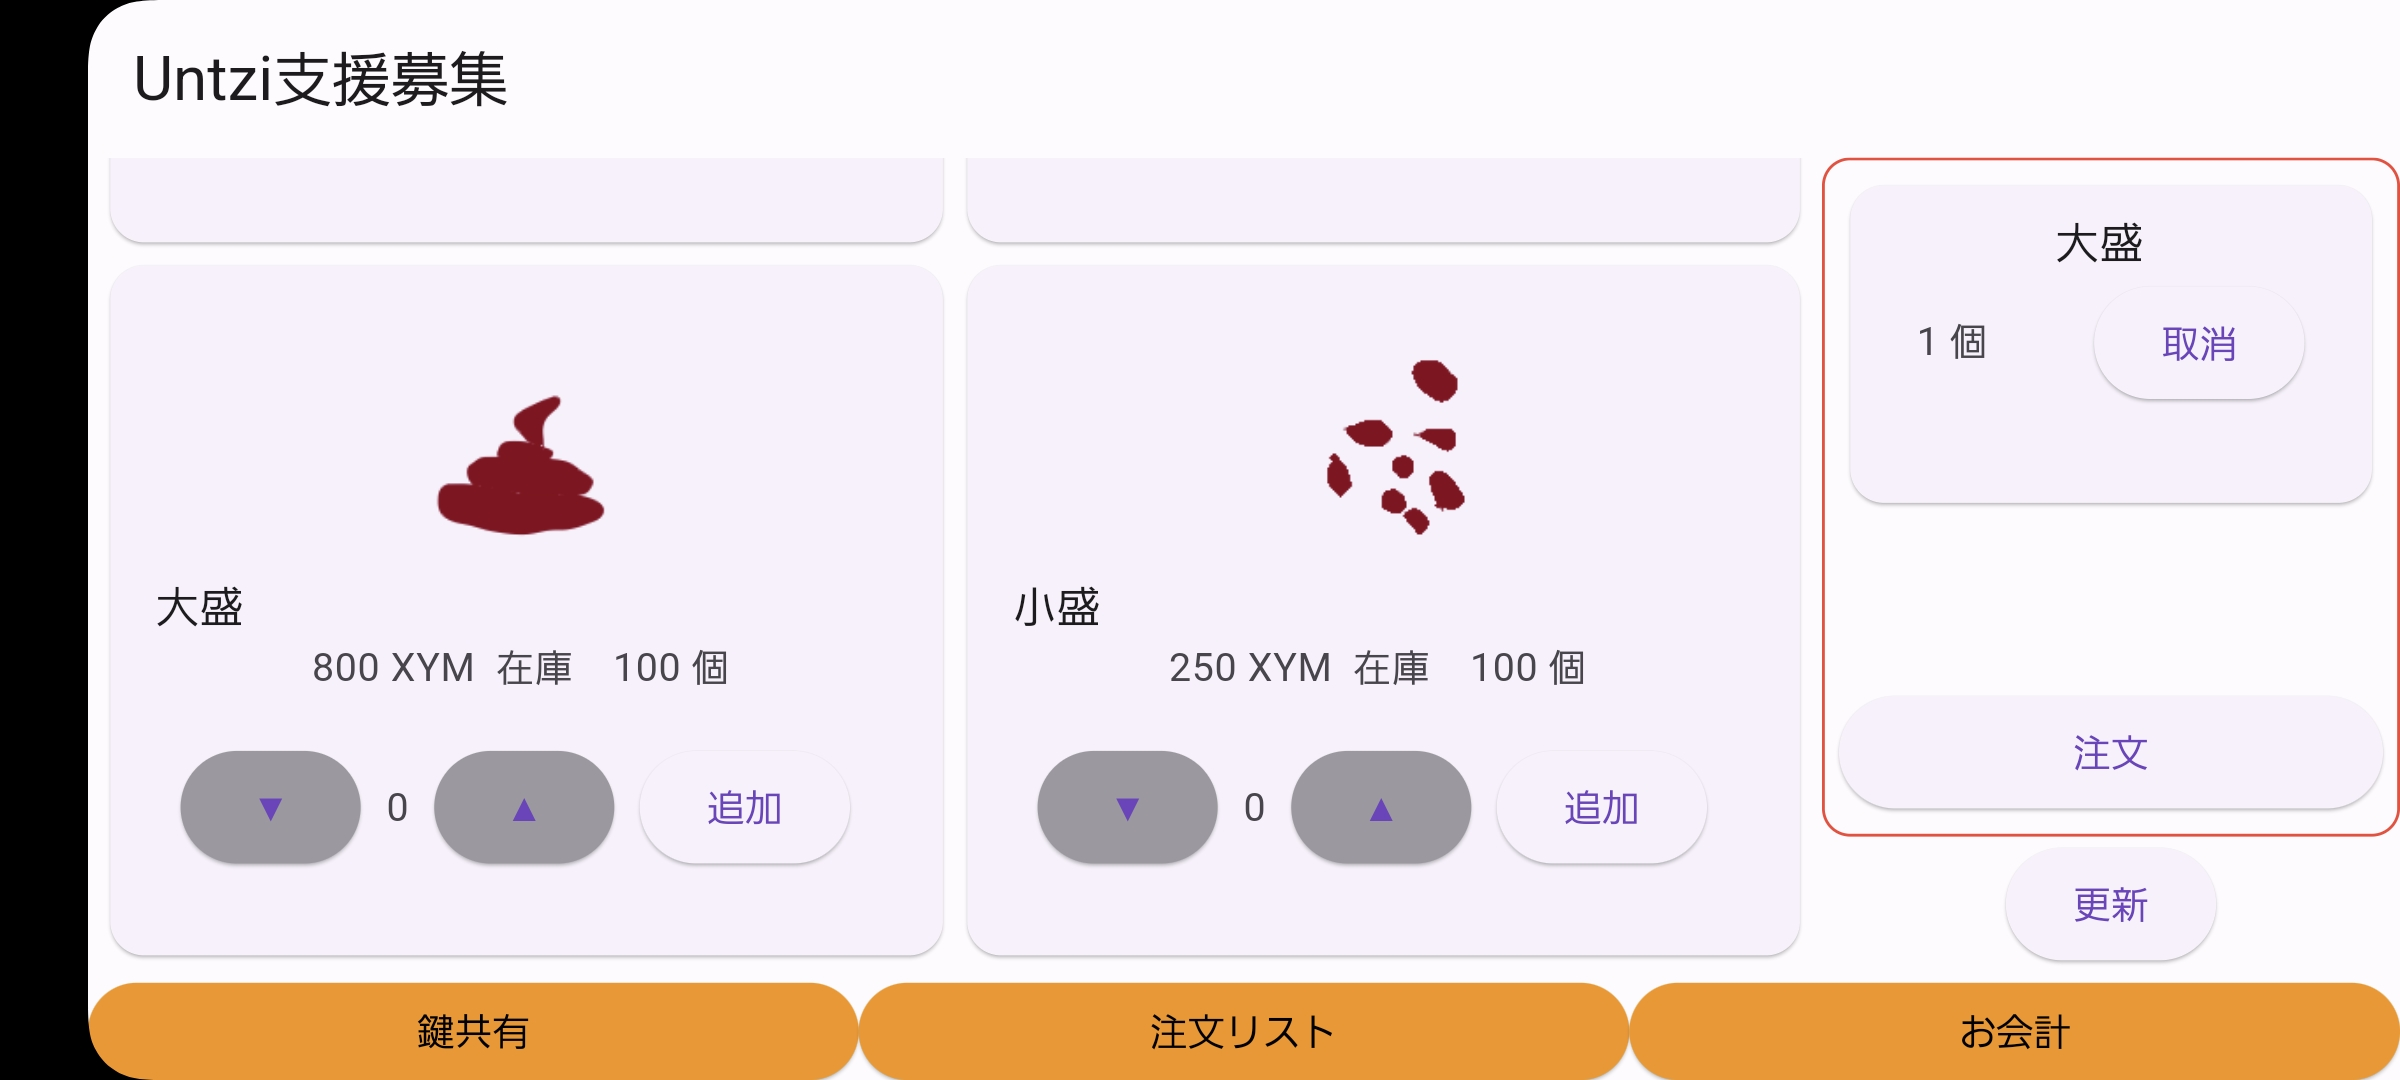 Untzi支援募集
大盛
800 XYM 在庫 100 個
▼ 0 ▲ 追加
小盛
250 XYM 在庫 100 個
▼ 0 ▲ 追加
大盛
1 個 取消
注文
更新
鍵共有 注文リスト お会計